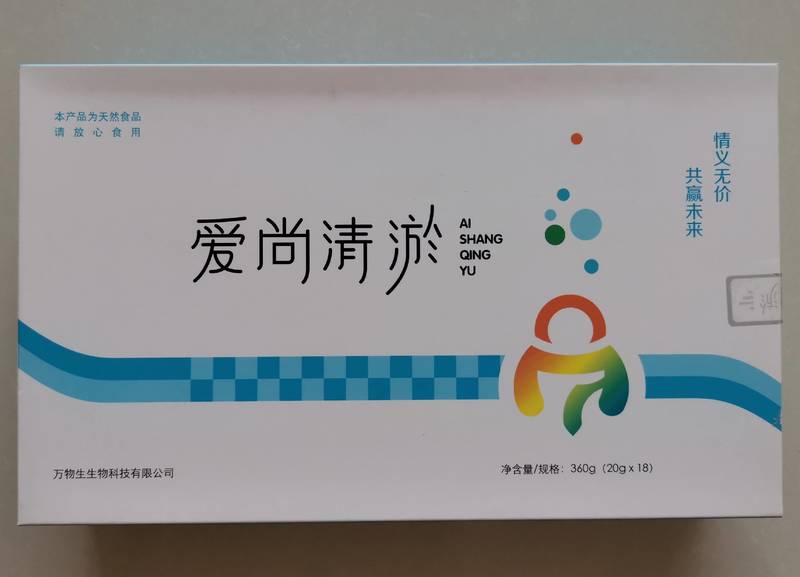 本产品为天然食品
请放心食用
情义无价
共赢未来
爱尚清淤
AI
SHANG
QING
YU
万物生生物科技有限公司
净含量/规格：360g（20g x 18）